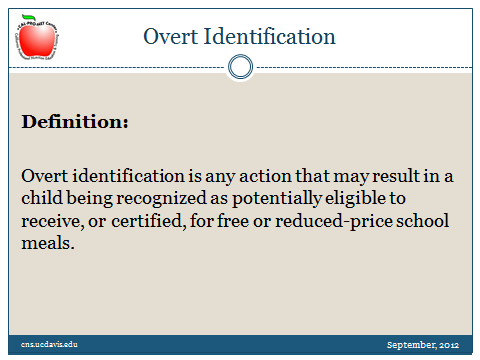 Overt Identification
Definition:
Overt identification is any action that may result in a
child being recognized as potentially eligible to
receive, or certified, for free or reduced-price school
meals.
cns.ucdavis.edu
September, 2012